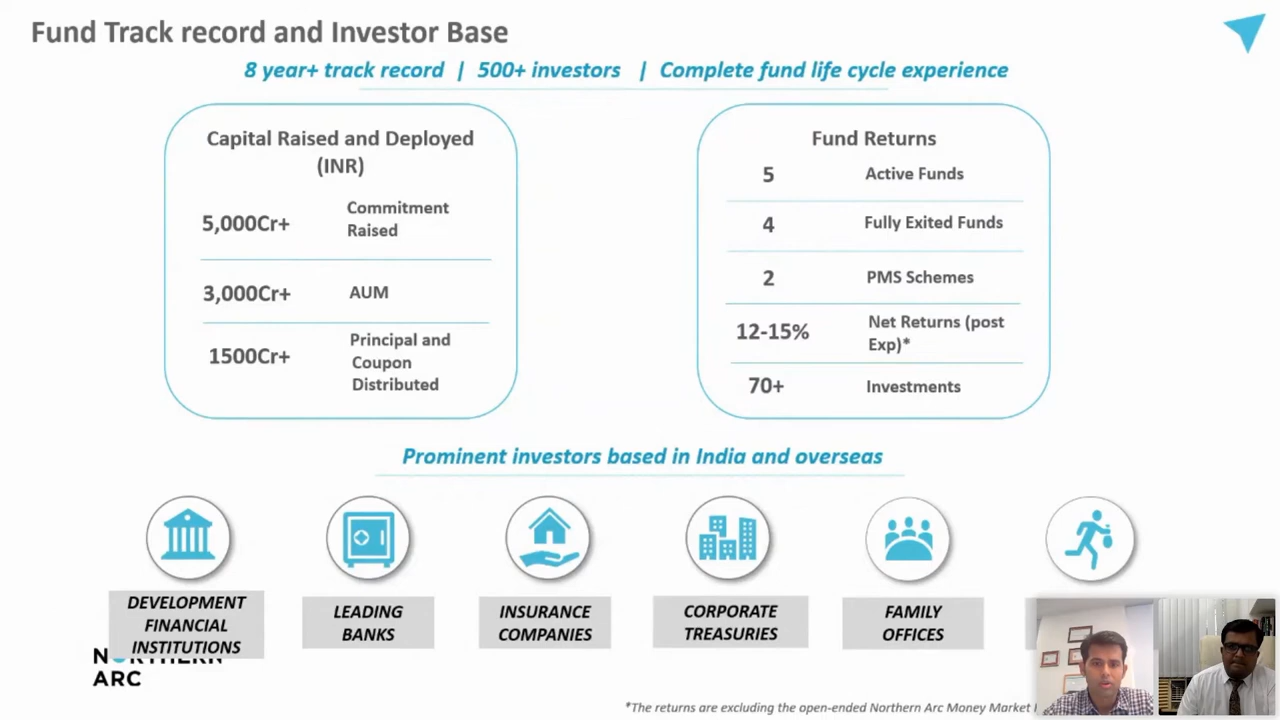 Fund Track record and Investor Base
8 year+ track record | 500+ investors | Complete fund life cycle experience
Capital Raised and Deployed
(INR)
5,000Cr+ Commitment
Raised
3,000Cr+ AUM
1500Cr+ Principal and
Coupon
Distributed
Fund Returns
5 Active Funds
4 Fully Exited Funds
2 PMS Schemes
12-15% Net Returns (post
Exp)*
70+ Investments
Prominent investors based in India and overseas
DEVELOPMENT
FINANCIAL
INSTITUTIONS
LEADING
BANKS
INSURANCE
COMPANIES
CORPORATE
TREASURIES
FAMILY
OFFICES
NORTHERN
ARC
*The returns are excluding the open-ended Northern Arc Money Market